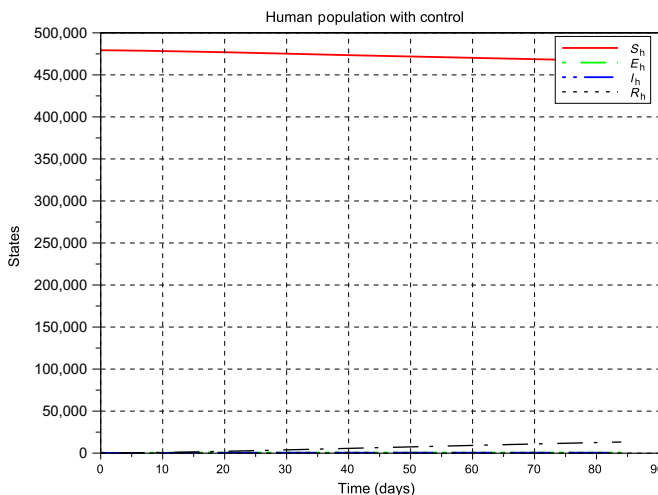 Human population with control
500,000
450,000
400,000
350,000
300,000
250,000
200,000
150,000
100,000
50,000
0
States
0 10 20 30 40 50 60 70 80 90
Time (days)
Sh
Eh
Ih
Rh